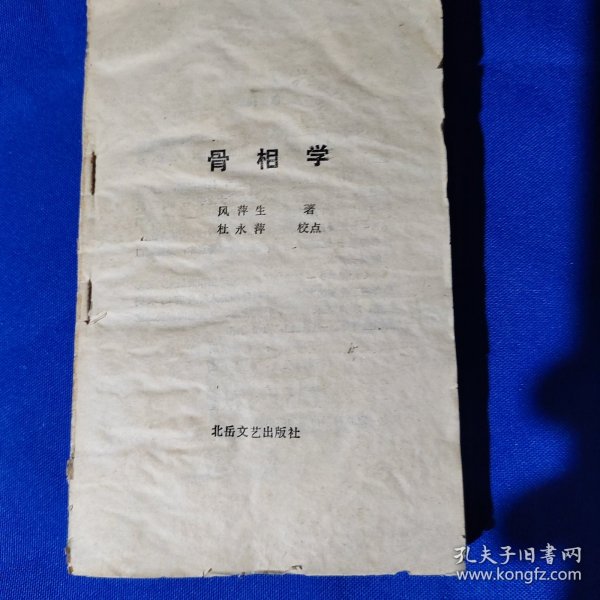 骨相学
风萍生 著
杜永萍 校点
北岳文艺出版社
孔夫子旧书网
www.kongfz.com